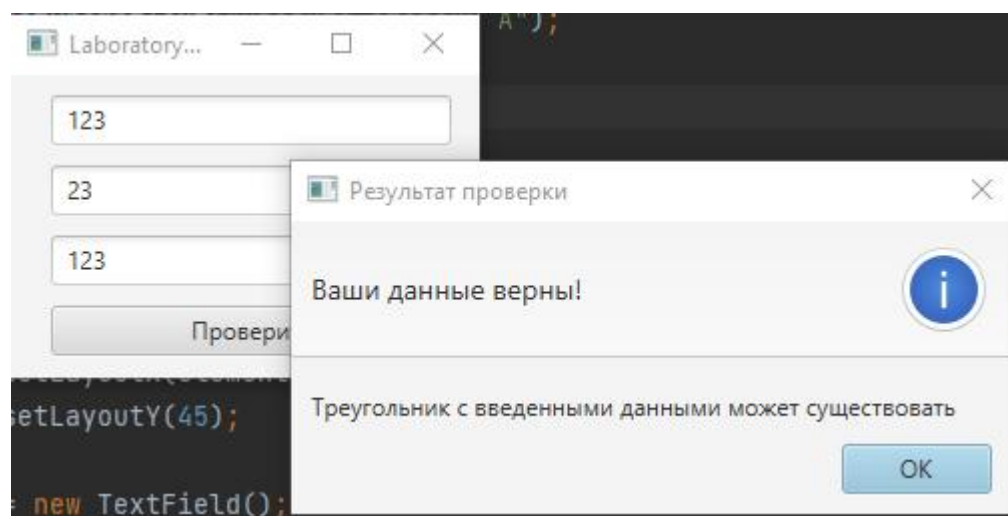 A");
Laboratory...
123
23
123
Провери
Результат проверки
Ваши данные верны!
Треугольник с введенными данными может существовать
OK
setLayoutY(45);
= new TextField();